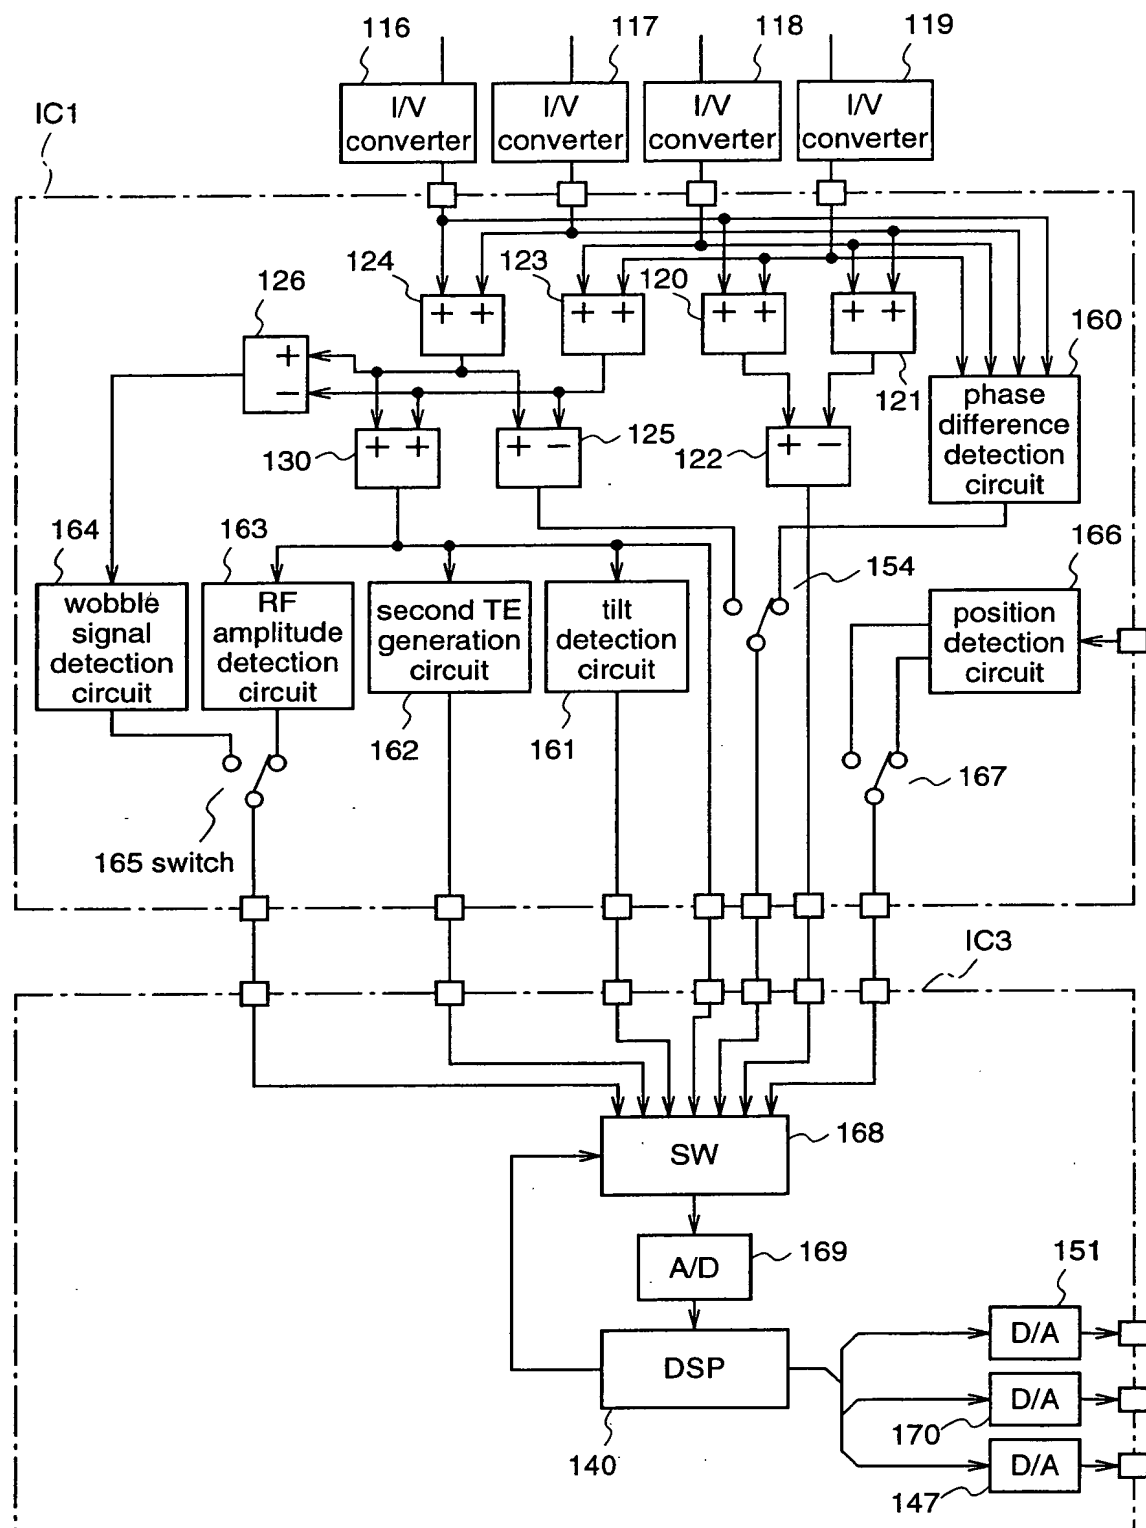 116
117
118
119
I/V
converter
I/V
converter
I/V
converter
I/V
converter
IC1
124
123
120
126
160
+ +
+ +
+ +
+ +
+
−
121
phase
difference
detection
circuit
130
+ +
+ −
125
122
+ −
164
163
154
166
wobble
signal
detection
circuit
RF
amplitude
detection
circuit
second TE
generation
circuit
tilt
detection
circuit
position
detection
circuit
162
161
167
165 switch
IC3
SW
168
A/D
169
151
D/A
DSP
D/A
170
140
D/A
147